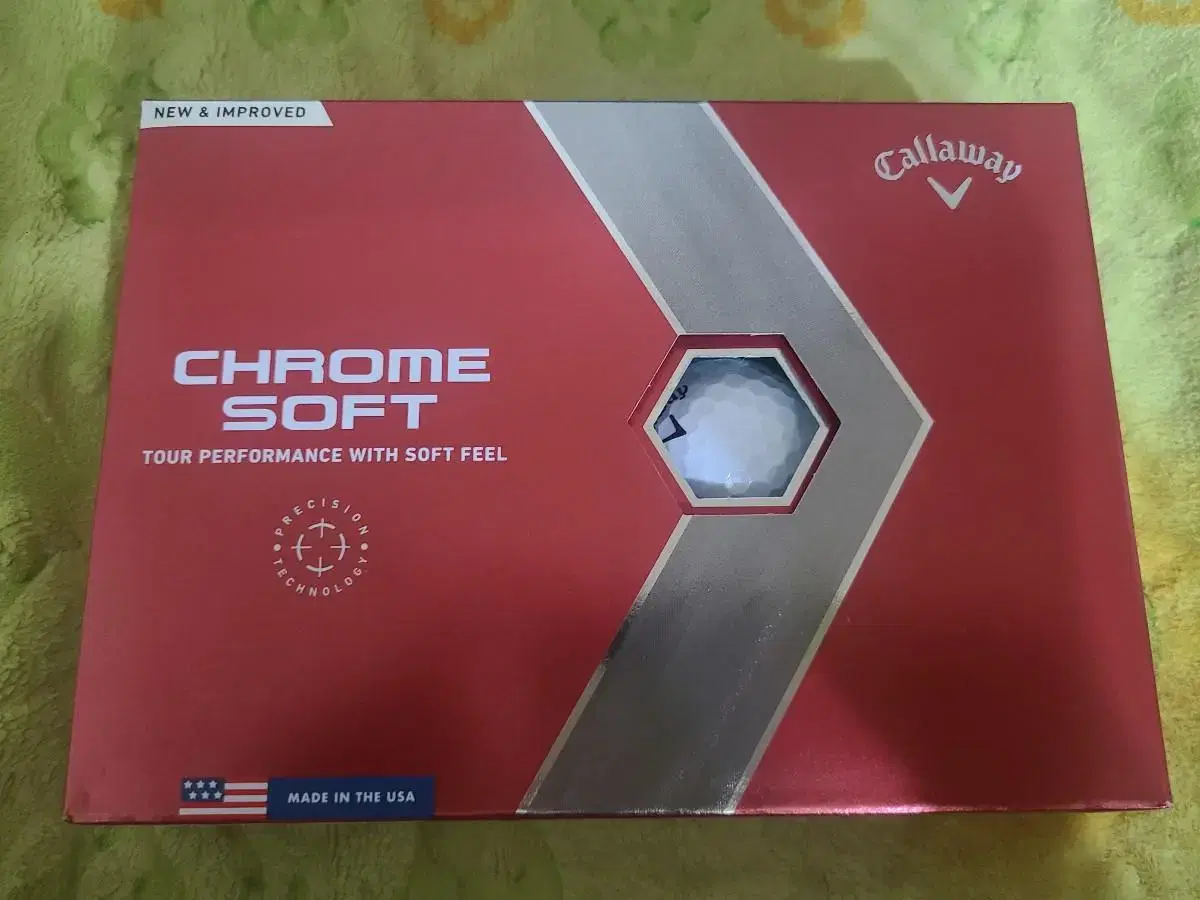 NEW & IMPROVED
Callaway
CHROME
SOFT
TOUR PERFORMANCE WITH SOFT FEEL
PRECISION
TECHNOLOGY
MADE IN THE USA